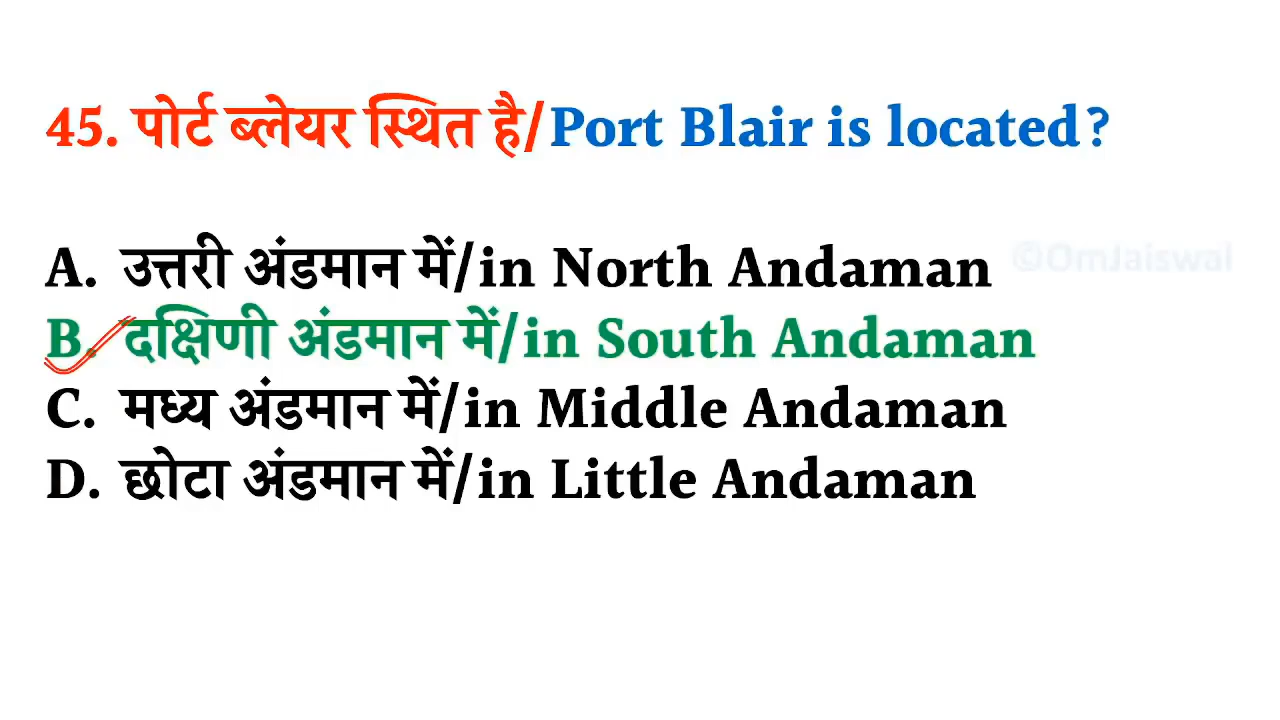 45. पोर्ट ब्लेयर स्थित है/Port Blair is located?
©OmJaiswal
A. उत्तरी अंडमान में/in North Andaman
B. दक्षिणी अंडमान में/in South Andaman
C. मध्य अंडमान में/in Middle Andaman
D. छोटा अंडमान में/in Little Andaman